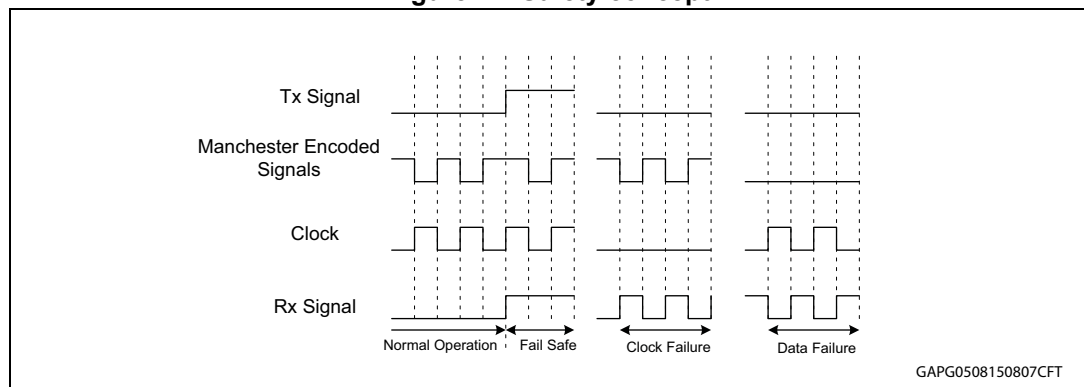 Tx Signal
Manchester Encoded
Signals
Clock
Rx Signal
Normal Operation
Fail Safe
Clock Failure
Data Failure
GAPG0508150807CFT